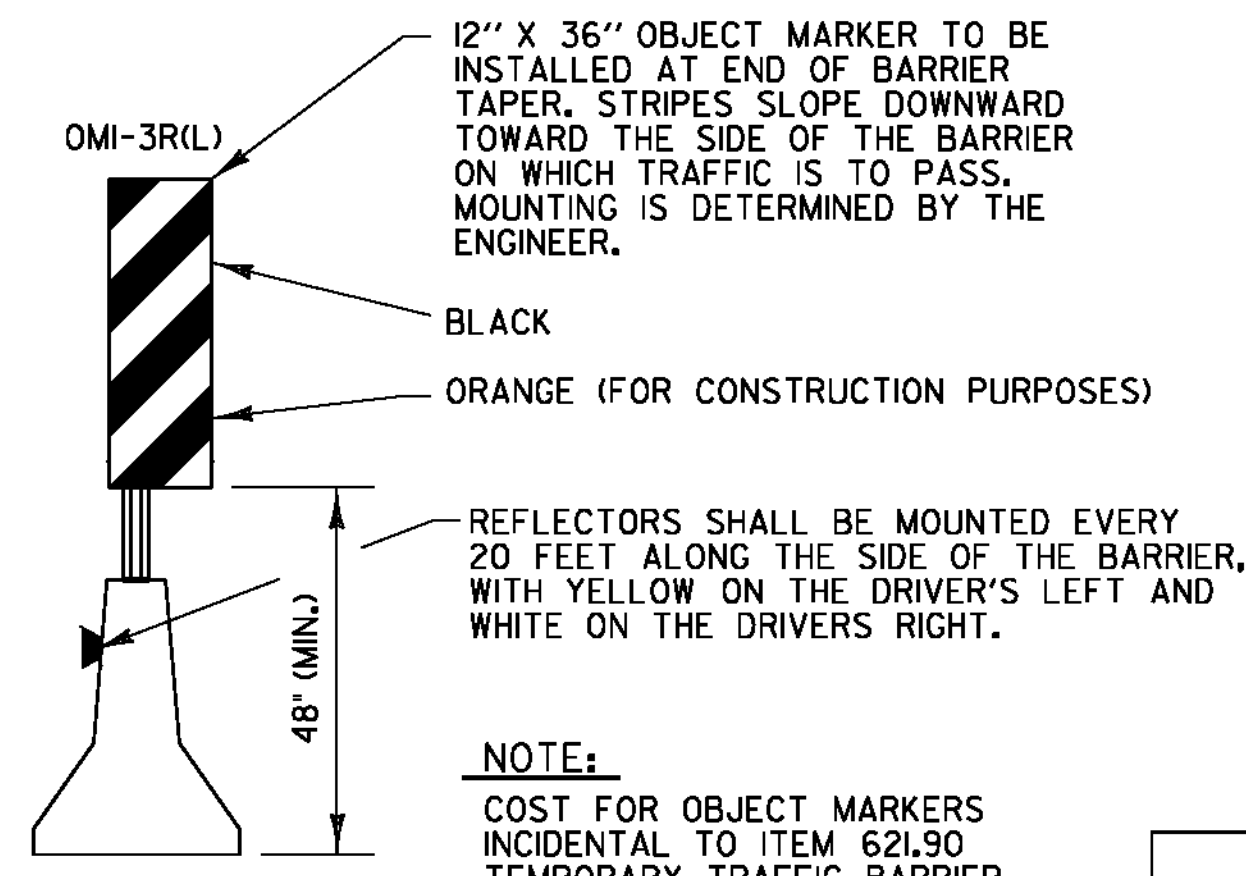 12" X 36" OBJECT MARKER TO BE
INSTALLED AT END OF BARRIER
TAPER. STRIPES SLOPE DOWNWARD
TOWARD THE SIDE OF THE BARRIER
ON WHICH TRAFFIC IS TO PASS.
MOUNTING IS DETERMINED BY THE
ENGINEER.
OM1-3R(L)
BLACK
ORANGE (FOR CONSTRUCTION PURPOSES)
REFLECTORS SHALL BE MOUNTED EVERY
20 FEET ALONG THE SIDE OF THE BARRIER,
WITH YELLOW ON THE DRIVER'S LEFT AND
WHITE ON THE DRIVERS RIGHT.
48" (MIN.)
NOTE:
COST FOR OBJECT MARKERS
INCIDENTAL TO ITEM 621.90
TEMPORARY TRAFFIC BARRIER